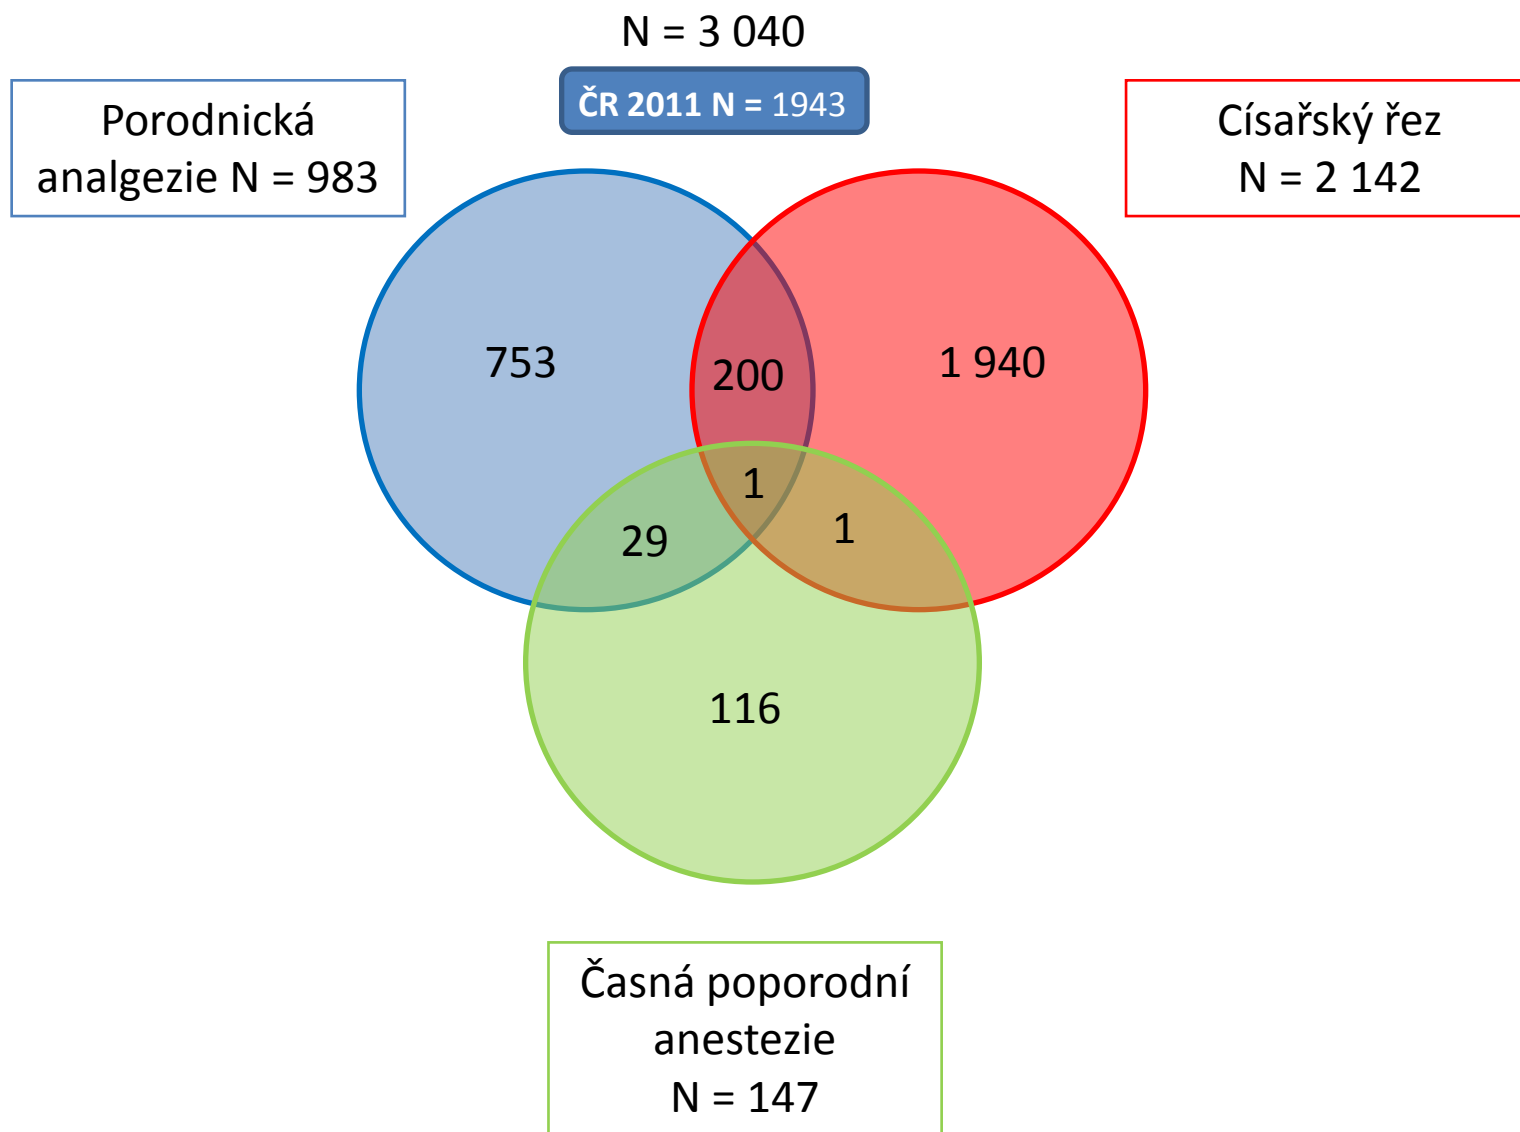 N = 3 040
ČR 2011 N = 1943
Porodnická
analgezie N = 983
Císařský řez
N = 2 142
753
200
1 940
1
29
1
116
Časná poporodní
anestezie
N = 147